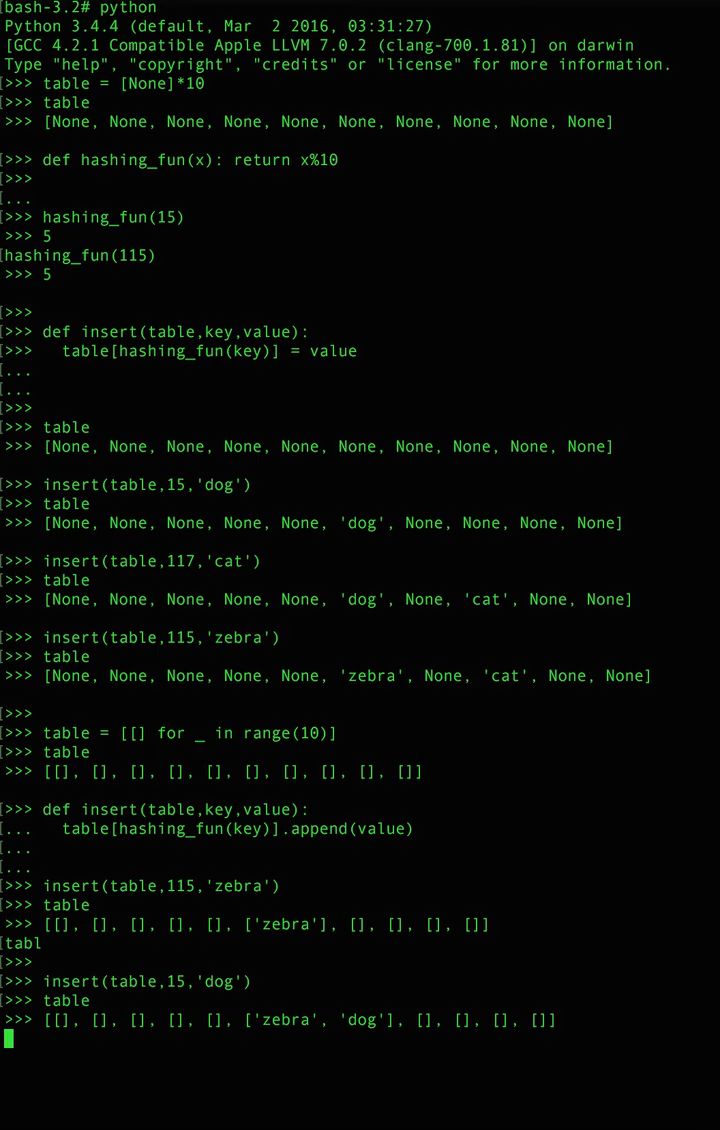 [bash-3.2# python
Python 3.4.4 (default, Mar  2 2016, 03:31:27)
[GCC 4.2.1 Compatible Apple LLVM 7.0.2 (clang-700.1.81)] on darwin
Type "help", "copyright", "credits" or "license" for more information.
[>>> table = [None]*10
[>>> table
>>> [None, None, None, None, None, None, None, None, None, None]
[>>> def hashing_fun(x): return x%10
[>>>
[...
[>>> hashing_fun(15)
>>> 5
[hashing_fun(115)
>>> 5
[>>>
[>>> def insert(table,key,value):
[>>>   table[hashing_fun(key)] = value
[...
[...
[>>>
[>>> table
>>> [None, None, None, None, None, None, None, None, None, None]
[>>> insert(table,15,'dog')
[>>> table
>>> [None, None, None, None, None, 'dog', None, None, None, None]
[>>> insert(table,117,'cat')
[>>> table
>>> [None, None, None, None, None, 'dog', None, 'cat', None, None]
[>>> insert(table,115,'zebra')
[>>> table
>>> [None, None, None, None, None, 'zebra', None, 'cat', None, None]
[>>>
[>>> table = [[] for _ in range(10)]
[>>> table
>>> [[], [], [], [], [], [], [], [], [], []]
[>>> def insert(table,key,value):
[...   table[hashing_fun(key)].append(value)
[...
[...
[>>> insert(table,115,'zebra')
[>>> table
>>> [[], [], [], [], [], ['zebra'], [], [], [], []]
[tabl
[>>>
[>>> insert(table,15,'dog')
[>>> table
>>> [[], [], [], [], [], ['zebra', 'dog'], [], [], [], []]